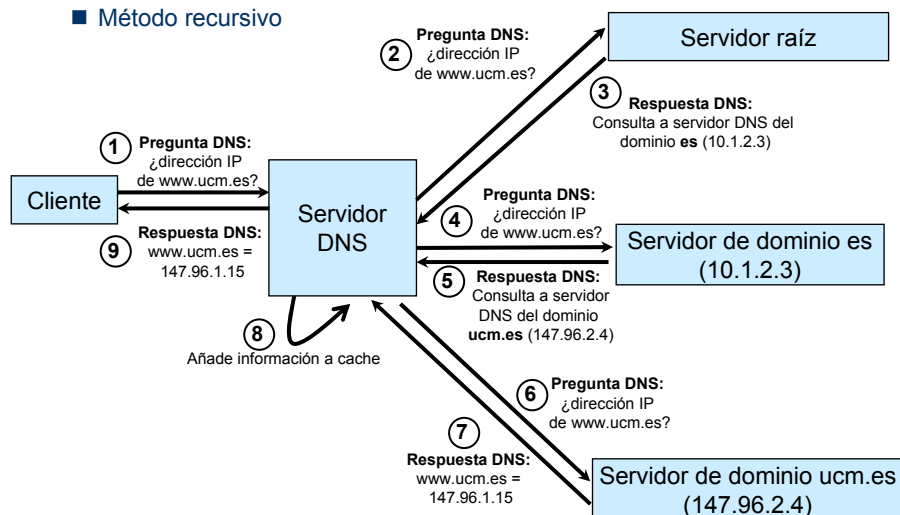 ■ Método recursivo
2
Pregunta DNS:
¿dirección IP
de www.ucm.es?
Servidor raíz
3
Respuesta DNS:
Consulta a servidor DNS del
dominio es (10.1.2.3)
1
Pregunta DNS:
¿dirección IP
de www.ucm.es?
Cliente
Servidor
DNS
9
Respuesta DNS:
www.ucm.es =
147.96.1.15
4
Pregunta DNS:
¿dirección IP
de www.ucm.es?
Servidor de dominio es
(10.1.2.3)
5
Respuesta DNS:
Consulta a servidor
DNS del dominio
ucm.es (147.96.2.4)
8
Añade información a cache
6
Pregunta DNS:
¿dirección IP
de www.ucm.es?
7
Respuesta DNS:
www.ucm.es =
147.96.1.15
Servidor de dominio ucm.es
(147.96.2.4)